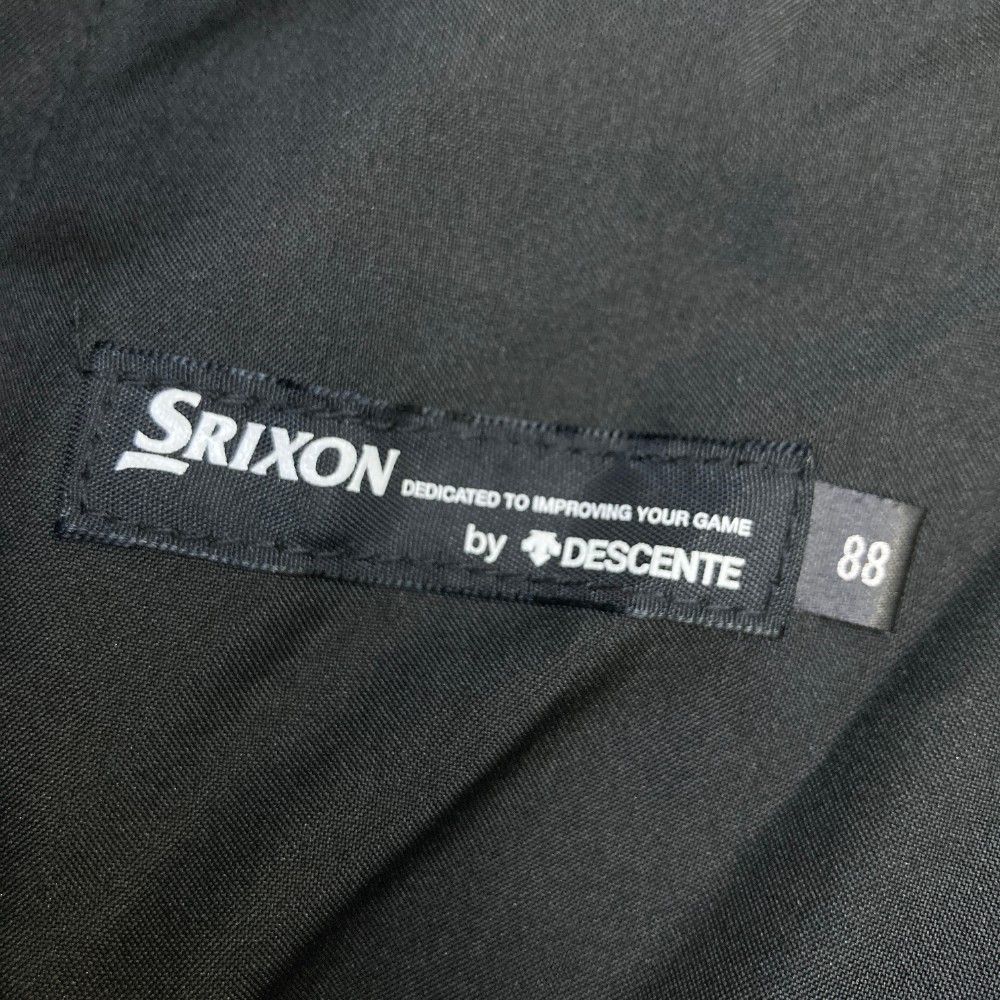 SRIXON
DEDICATED TO IMPROVING YOUR GAME
by DESCENTE
88